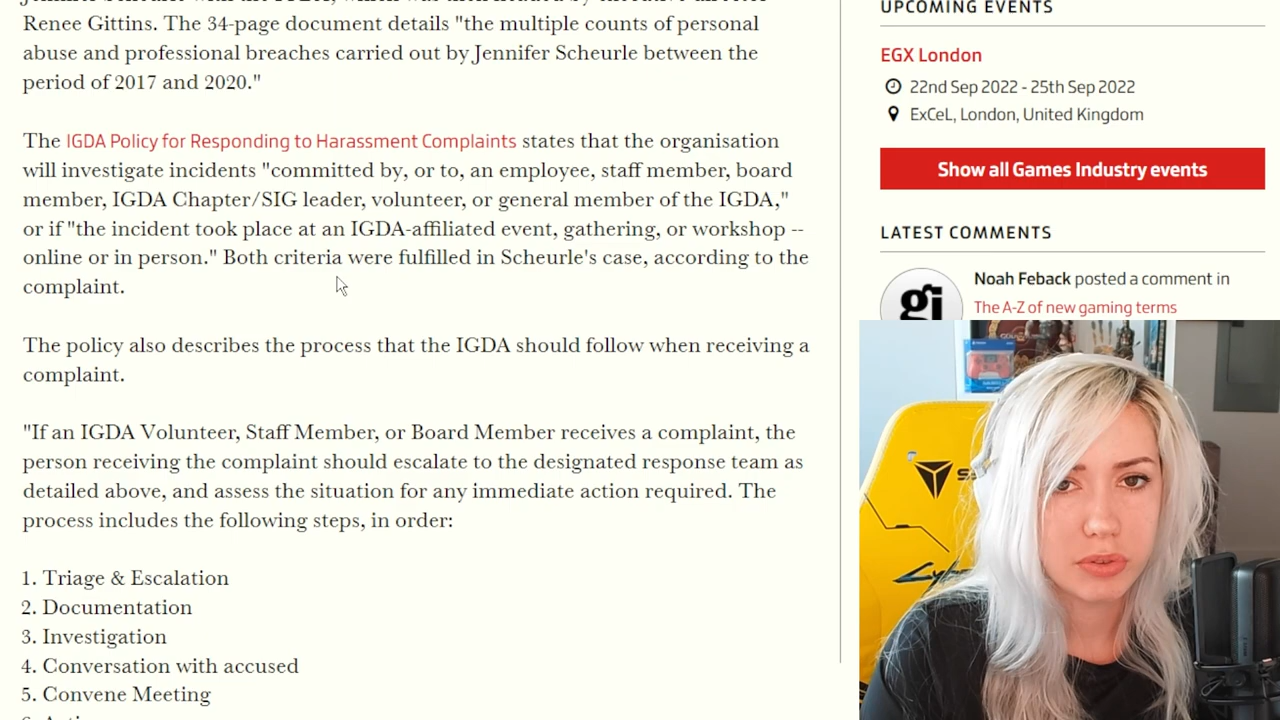 Renee Gittins. The 34-page document details "the multiple counts of personal
abuse and professional breaches carried out by Jennifer Scheurle between the
period of 2017 and 2020."
The IGDA Policy for Responding to Harassment Complaints states that the organisation
will investigate incidents "committed by, or to, an employee, staff member, board
member, IGDA Chapter/SIG leader, volunteer, or general member of the IGDA,"
or if "the incident took place at an IGDA-affiliated event, gathering, or workshop --
online or in person." Both criteria were fulfilled in Scheurle's case, according to the
complaint.
The policy also describes the process that the IGDA should follow when receiving a
complaint.
"If an IGDA Volunteer, Staff Member, or Board Member receives a complaint, the
person receiving the complaint should escalate to the designated response team as
detailed above, and assess the situation for any immediate action required. The
process includes the following steps, in order:
1. Triage & Escalation
2. Documentation
3. Investigation
4. Conversation with accused
5. Convene Meeting
UPCOMING EVENTS
EGX London
22nd Sep 2022 - 25th Sep 2022
ExCeL, London, United Kingdom
Show all Games Industry events
LATEST COMMENTS
gi
Noah Feback posted a comment in
The A-Z of new gaming terms